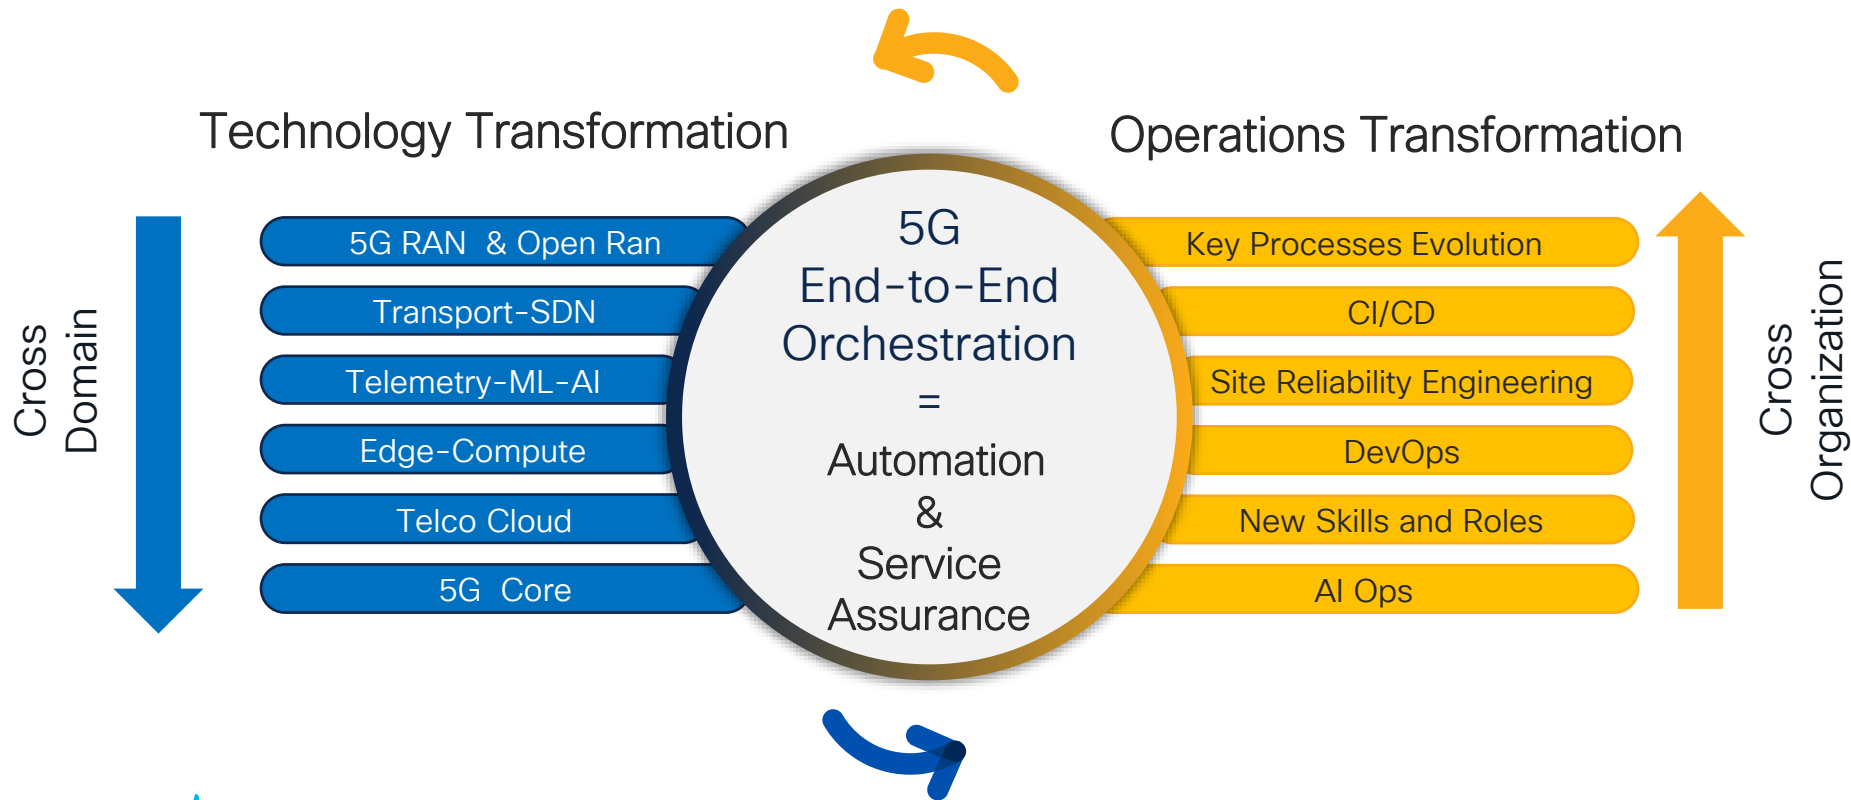 Technology Transformation
Operations Transformation
Cross
Domain
5G RAN & Open Ran
Transport-SDN
Telemetry-ML-AI
Edge-Compute
Telco Cloud
5G Core
5G
End-to-End
Orchestration
=
Automation
&
Service
Assurance
Key Processes Evolution
CI/CD
Site Reliability Engineering
DevOps
New Skills and Roles
AI Ops
Cross
Organization